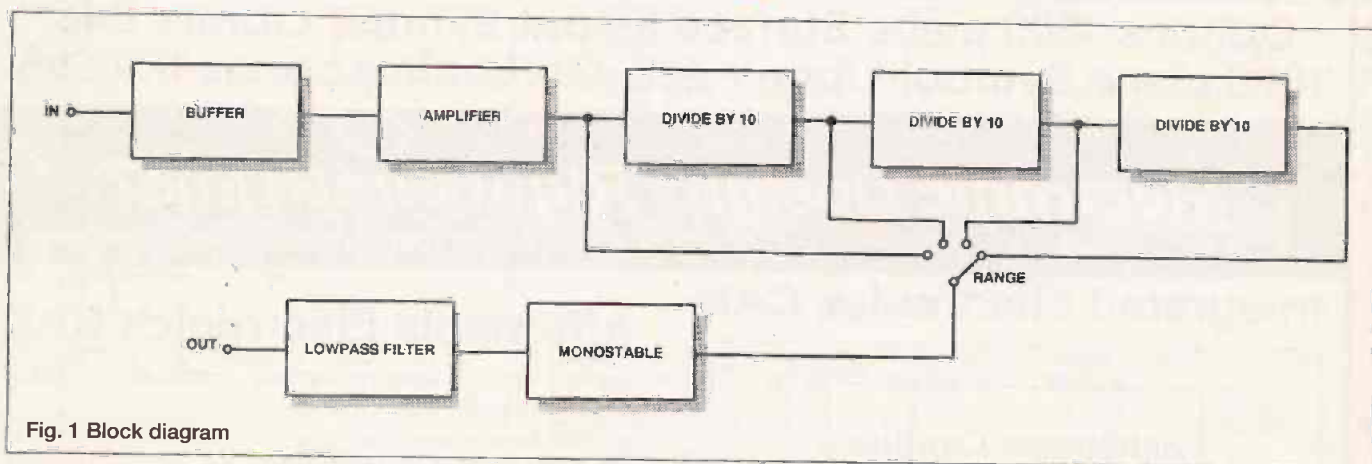 IN
BUFFER
AMPLIFIER
DIVIDE BY 10
DIVIDE BY 10
DIVIDE BY 10
RANGE
OUT
LOWPASS FILTER
MONOSTABLE
Fig. 1 Block diagram